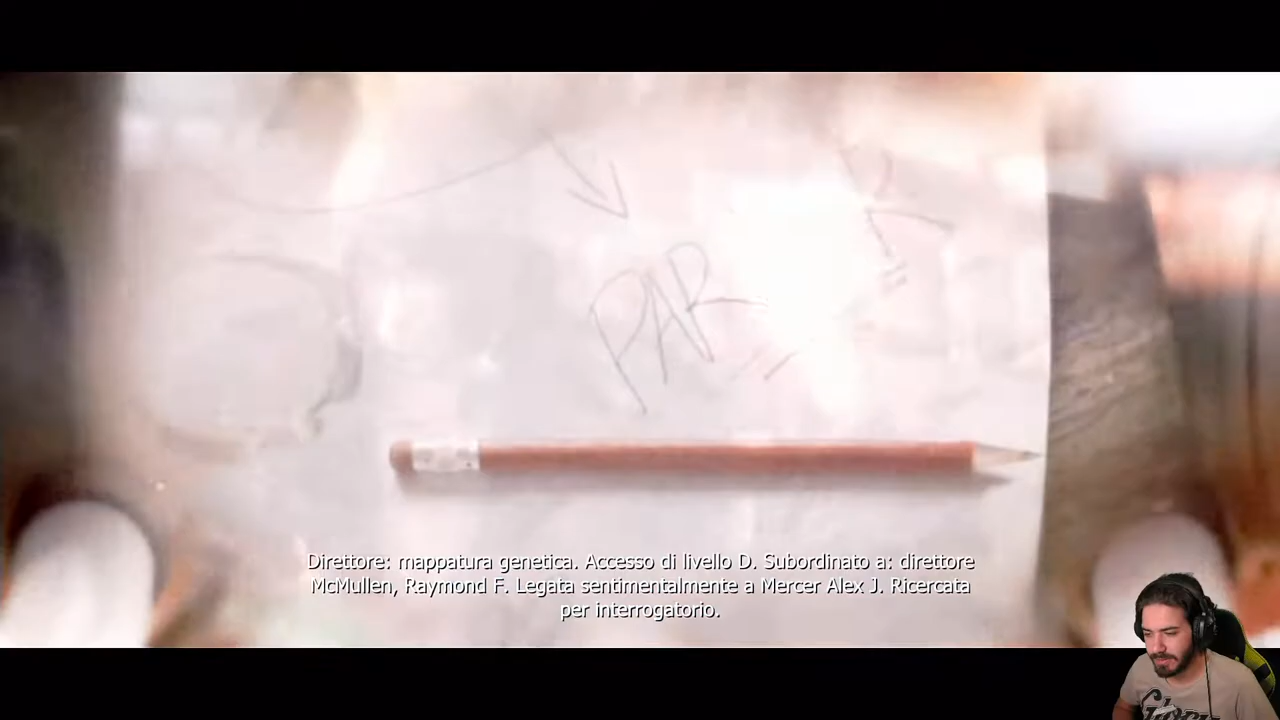 PAR
Direttore: mappatura genetica. Accesso di livello D. Subordinato a: direttore
McMullen, Raymond F. Legata sentimentalmente a Mercer Alex J. Ricercata
per interrogatorio.